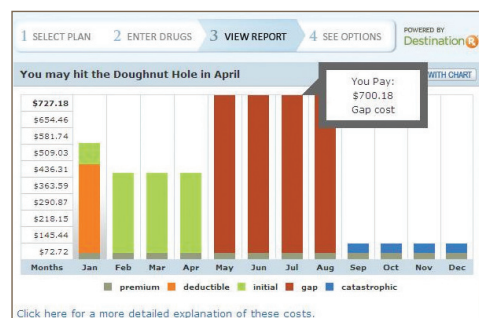 1 SELECT PLAN 2 ENTER DRUGS 3 VIEW REPORT 4 SEE OPTIONS
POWERED BY
Destination Rx
You may hit the Doughnut Hole in April
WITH CHART
You Pay:
$700.18
Gap cost
$727.18
$654.46
$581.74
$509.03
$436.31
$363.59
$290.87
$218.15
$145.44
$72.72
Months Jan Feb Mar Apr May Jun Jul Aug Sep Oct Nov Dec
premium deductible initial gap catastrophic
Click here for a more detailed explanation of these costs.